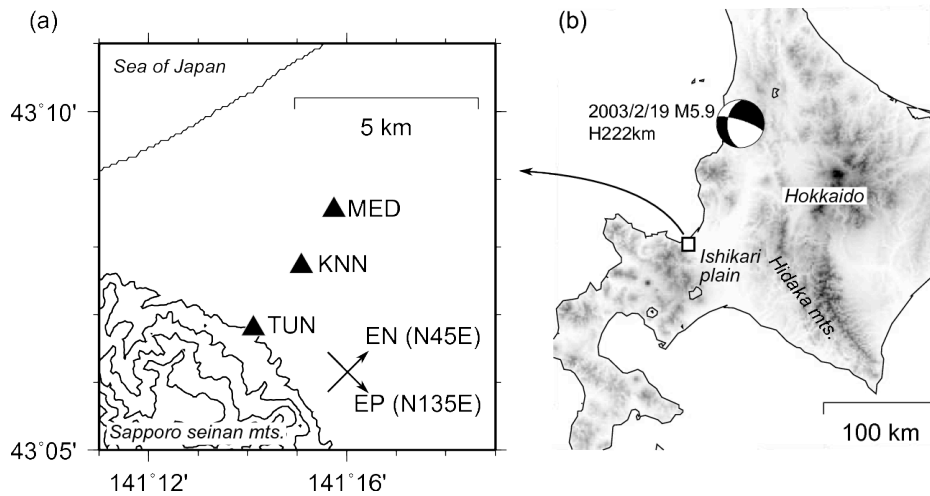 (a)
Sea of Japan
43°10'
5 km
MED
KNN
TUN
EN (N45E)
EP (N135E)
Sapporo seinan mts.
43°05'
141°12'
141°16'
(b)
2003/2/19 M5.9
H222km
Hokkaido
Ishikari
plain
Hidaka mts.
100 km